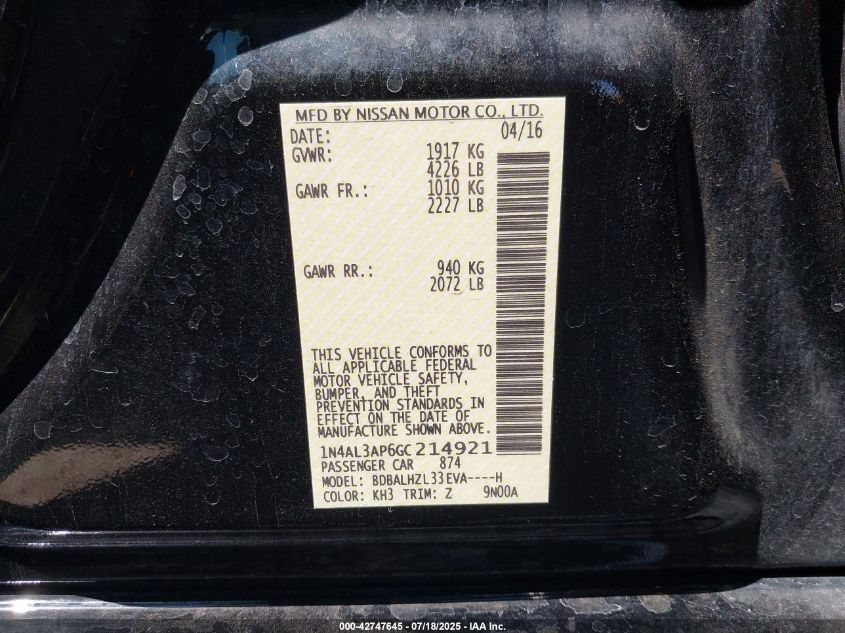 MFD BY NISSAN MOTOR CO., LTD.
DATE: 04/16
GVWR: 1917 KG
4226 LB
GAWR FR.: 1010 KG
2227 LB
GAWR RR.: 940 KG
2072 LB
THIS VEHICLE CONFORMS TO
ALL APPLICABLE FEDERAL
MOTOR VEHICLE SAFETY,
BUMPER, AND THEFT
PREVENTION STANDARDS IN
EFFECT ON THE DATE OF
MANUFACTURE SHOWN ABOVE.
1N4AL3AP6GC214921
PASSENGER CAR 874
MODEL: BDBALHZL33EVA----H
COLOR: KH3 TRIM: Z 9N00A
000-42747645 - 07/18/2025 - IAA Inc.